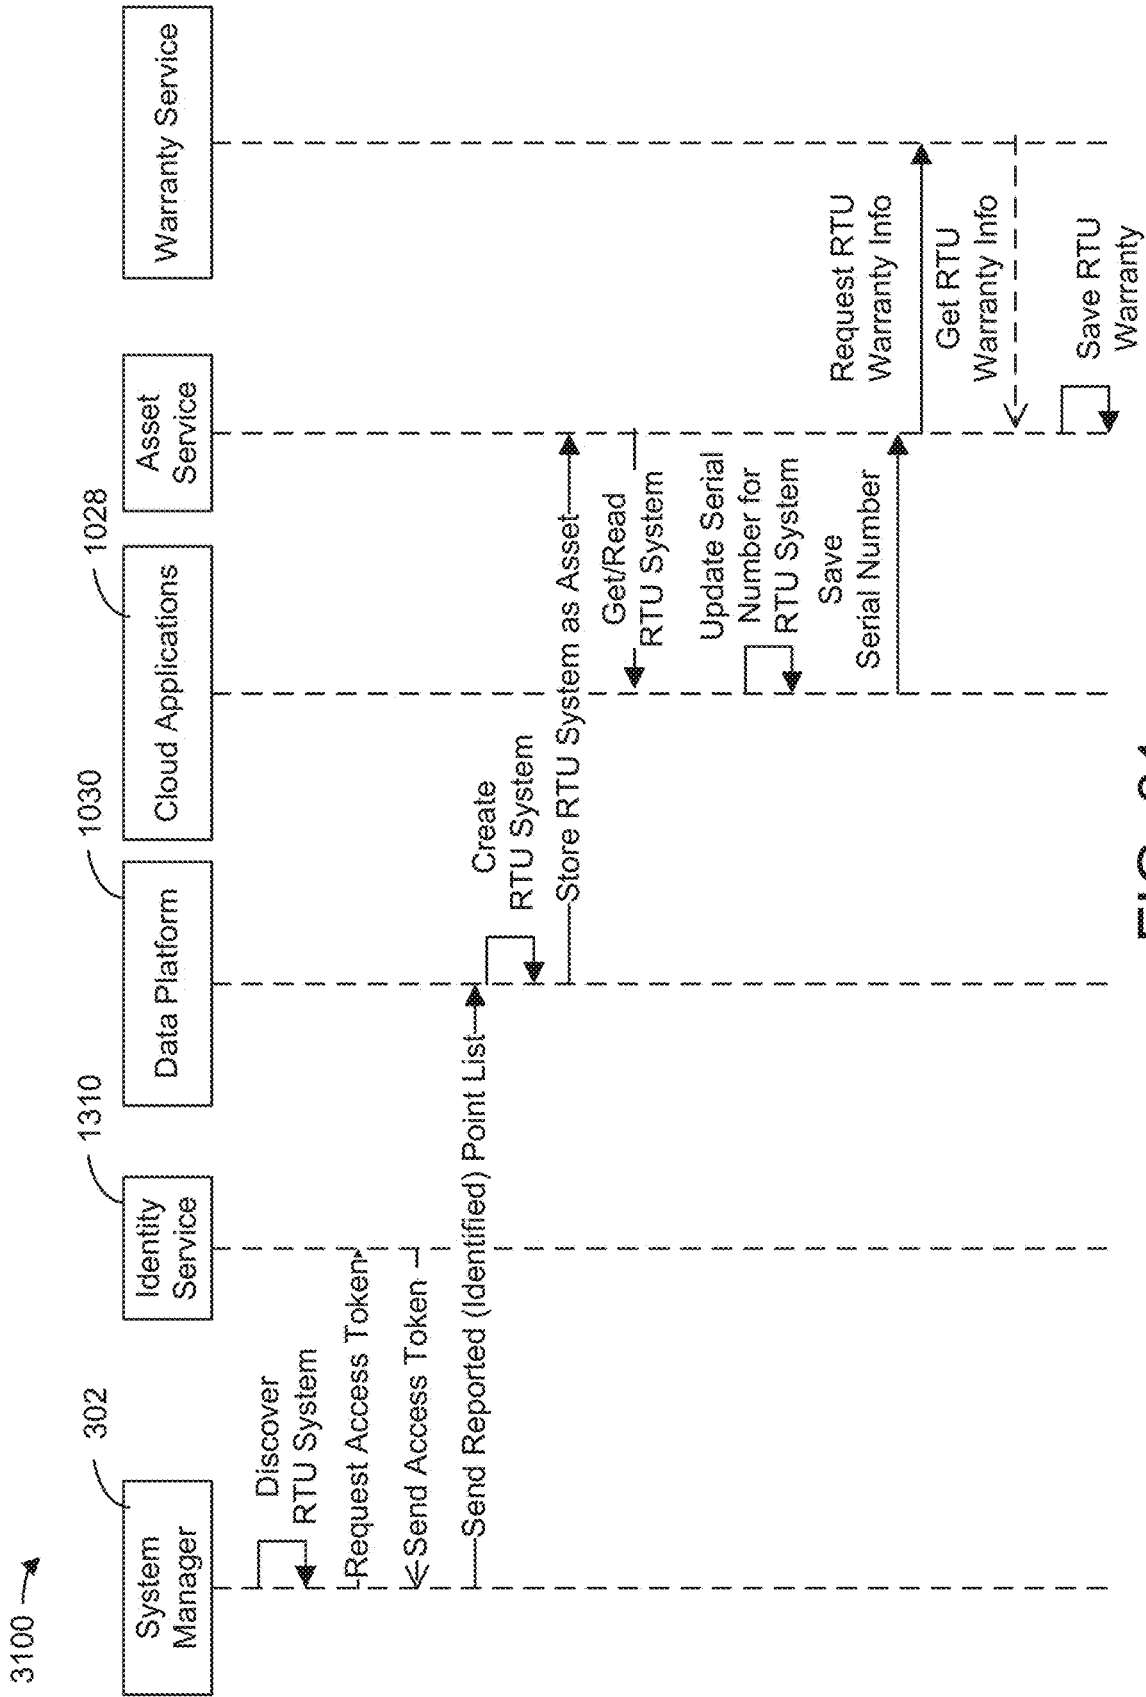 3100
302
1310
1030
1028
System
Manager
Identity
Service
Data Platform
Cloud Applications
Asset
Service
Warranty Service
Discover
RTU System
Request Access Token
Send Access Token
Send Reported (Identified) Point List
Create
RTU System
Store RTU System as Asset
Get/Read
RTU System
Update Serial
Number for
RTU System
Save
Serial Number
Request RTU
Warranty Info
Get RTU
Warranty Info
Save RTU
Warranty